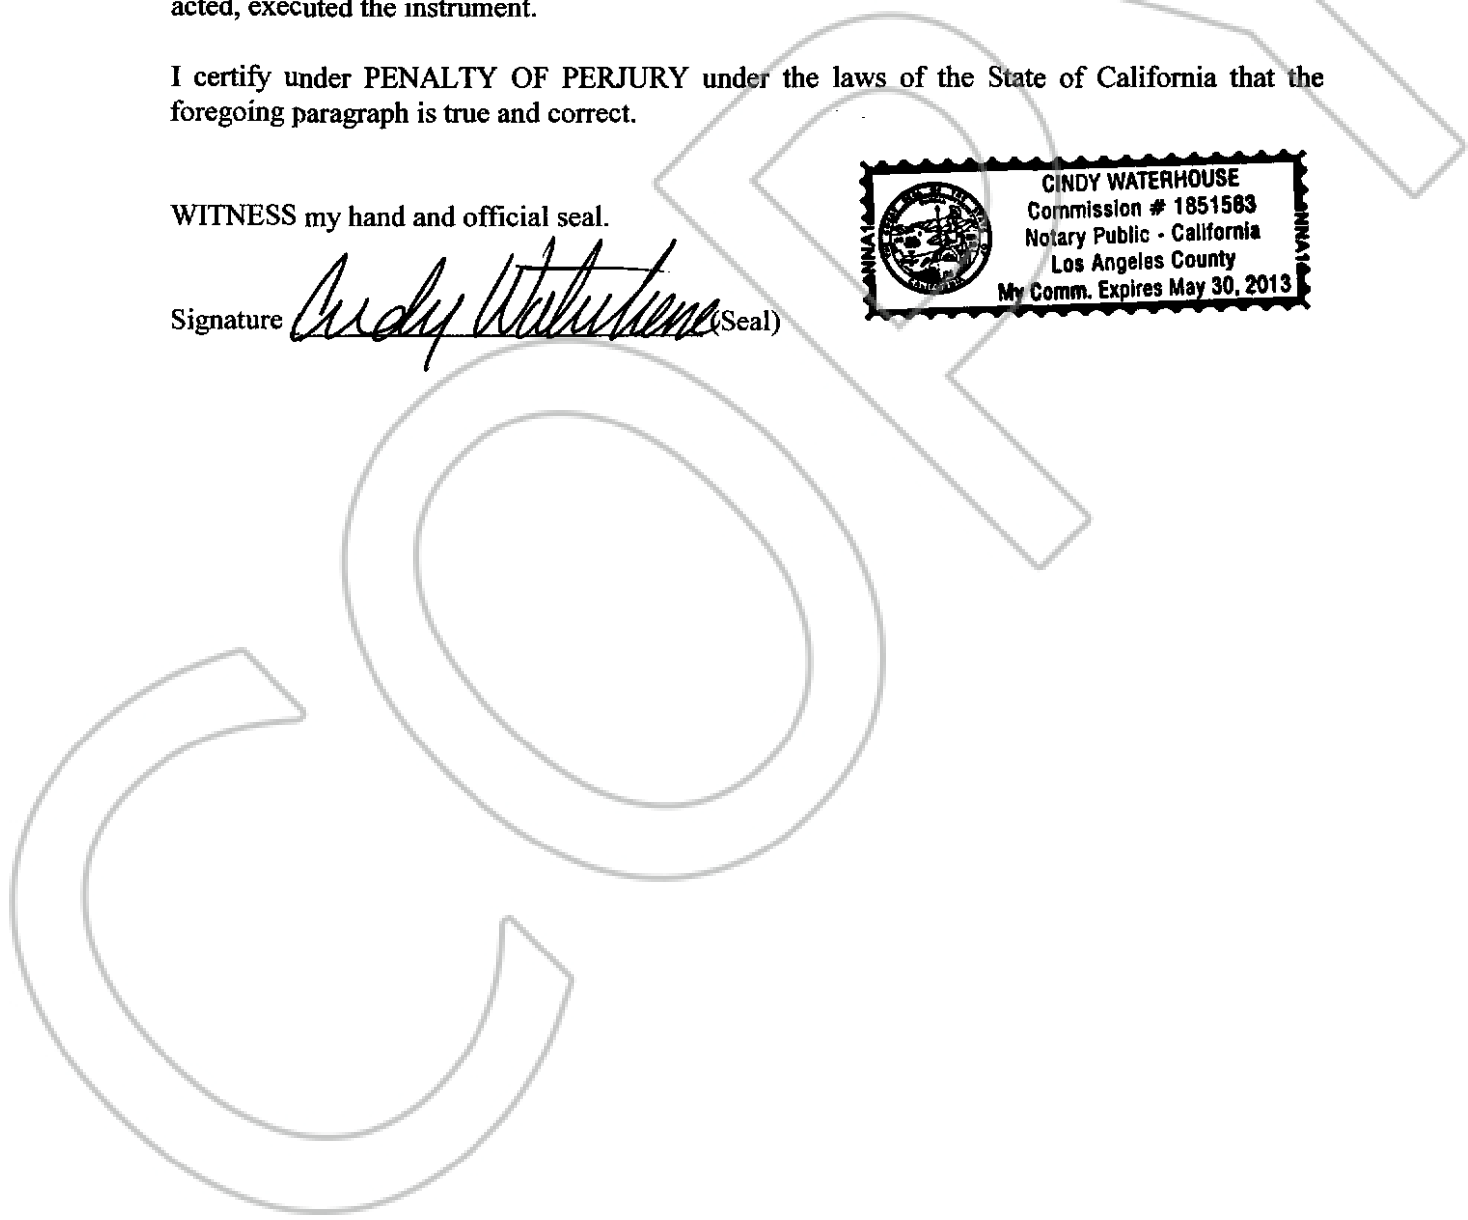 acted, executed the instrument.
I certify under PENALTY OF PERJURY under the laws of the State of California that the
foregoing paragraph is true and correct.
WITNESS my hand and official seal.
Signature Cindy Waterhouse (Seal)
CINDY WATERHOUSE
Commission # 1851583
Notary Public - California
Los Angeles County
My Comm. Expires May 30, 2013
COPY